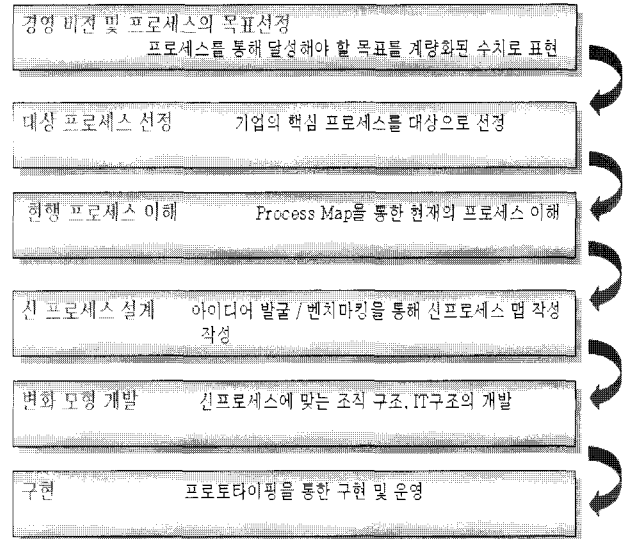 경영 비전 및 프로세스의 목표선정
프로세스를 통해 달성해야 할 목표를 계량화된 수치로 표현
대상 프로세스 선정 기업의 핵심 프로세스를 대상으로 선정
현행 프로세스 이해 Process Map을 통한 현재의 프로세스 이해
신 프로세스 설계 아이디어 발굴 / 벤치마킹을 통해 신프로세스 맵 작성
작성
변화 모형 개발 신프로세스에 맞는 조직 구조, IT구조의 개발
구현 프로토타이핑을 통한 구현 및 운영